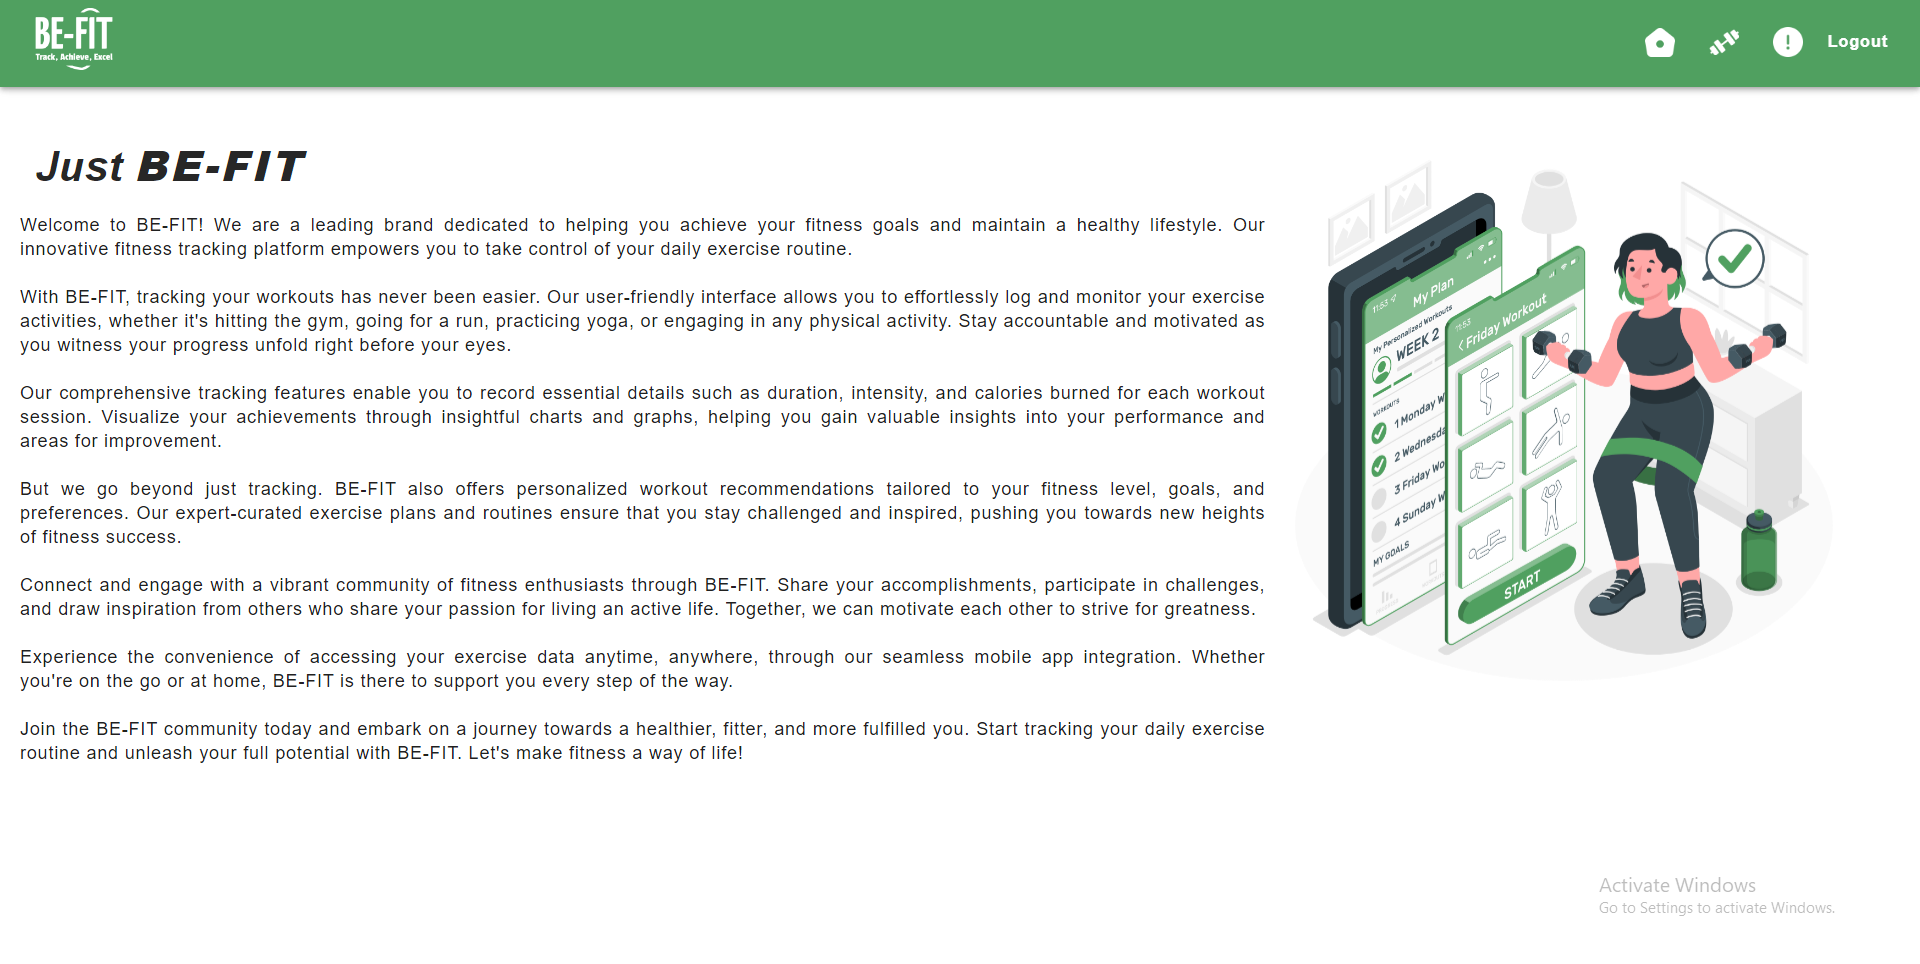 BE-FIT
Track, Achieve, Excel
Logout
Just BE-FIT
Welcome to BE-FIT! We are a leading brand dedicated to helping you achieve your fitness goals and maintain a healthy lifestyle. Our
innovative fitness tracking platform empowers you to take control of your daily exercise routine.
With BE-FIT, tracking your workouts has never been easier. Our user-friendly interface allows you to effortlessly log and monitor your exercise
activities, whether it's hitting the gym, going for a run, practicing yoga, or engaging in any physical activity. Stay accountable and motivated as
you witness your progress unfold right before your eyes.
Our comprehensive tracking features enable you to record essential details such as duration, intensity, and calories burned for each workout
session. Visualize your achievements through insightful charts and graphs, helping you gain valuable insights into your performance and
areas for improvement.
But we go beyond just tracking. BE-FIT also offers personalized workout recommendations tailored to your fitness level, goals, and
preferences. Our expert-curated exercise plans and routines ensure that you stay challenged and inspired, pushing you towards new heights
of fitness success.
Connect and engage with a vibrant community of fitness enthusiasts through BE-FIT. Share your accomplishments, participate in challenges,
and draw inspiration from others who share your passion for living an active life. Together, we can motivate each other to strive for greatness.
Experience the convenience of accessing your exercise data anytime, anywhere, through our seamless mobile app integration. Whether
you're on the go or at home, BE-FIT is there to support you every step of the way.
Join the BE-FIT community today and embark on a journey towards a healthier, fitter, and more fulfilled you. Start tracking your daily exercise
routine and unleash your full potential with BE-FIT. Let's make fitness a way of life!
11:53
My Plan
My Personalized Workouts
WEEK 2
WORKOUTS
1 Monday W
2 Wednesda
3 Friday Wo
4 Sunday W
MY GOALS
11:53
Friday Workout
START
Activate Windows
Go to Settings to activate Windows.